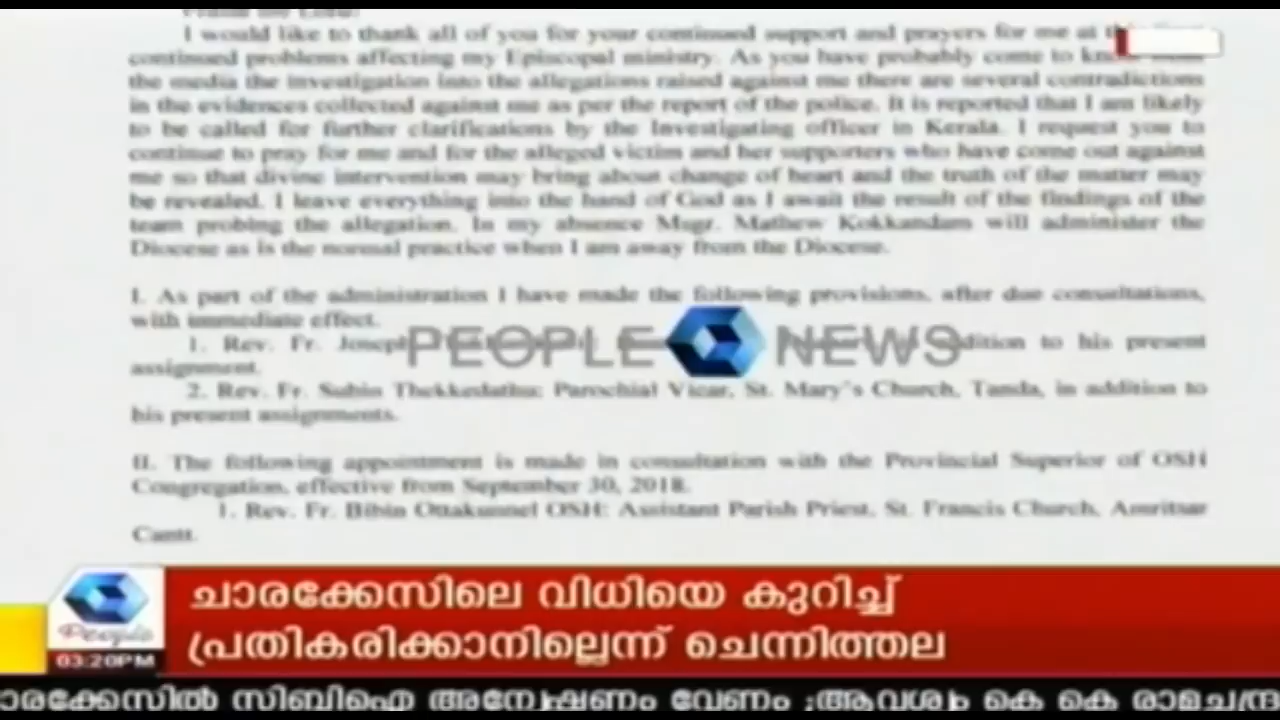 I would like to thank all of you for your continued support and prayers for me at
continued problems affecting my Episcopal ministry. As you have probably come to
the media the investigation into the allegations raised against me there are several contradictions
in the evidences collected against me as per the report of the police. It is reported that I am likely
to be called for further clarifications by the Investigating officer in Kerala. I request you to
continue to pray for me and for the alleged victim and her supporters who have come out against
me so that divine intervention may bring about change of heart and the truth of the matter may
be revealed. I leave everything into the hand of God as I await the result of the findings of the
team probing the allegation. In my absence Msgr. Mathew Kokkandam will administer the
Diocese as is the normal practice when I am away from the Diocese.
I. As part of the administration I have made the following provisions, after due consultations,
with immediate effect.
1. Rev. Fr. Joseph to his present
PEOPLE NEWS
assignment.
2. Rev. Fr. Subin Thekkedathu: Parochial Vicar, St. Mary's Church, Tanda, in addition to
his present assignments.
II. The following appointment is made in consultation with the Provincial Superior of OSH
Congregation, effective from September 30, 2018.
1. Rev. Fr. Bibin Ottakunnel OSH: Assistant Parish Priest, St. Francis Church, Amritsar
Cantt.
ചാരക്കേസിലെ വിധിയെ കുറിച്ച്
പ്രതികരിക്കാനില്ലെന്ന് ചെന്നിത്തല
People
03:20PM
ാരക്കേസിൽ സിബിഐ അന്വേഷണം വേണം ;ആവശ്യം കെ കെ രാമചന്ദ്ര